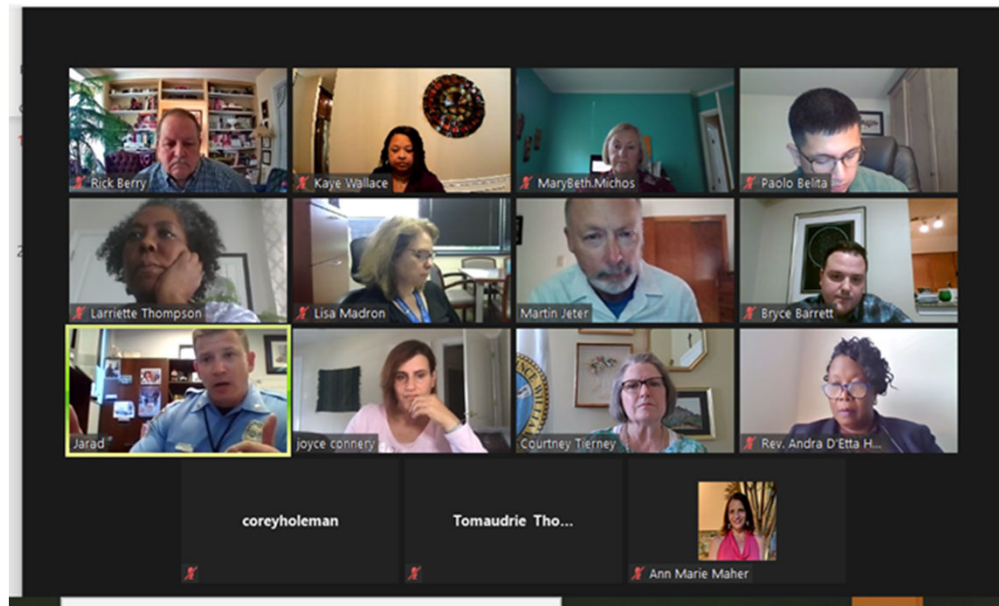 Rick Berry
Kaye Wallace
MaryBeth.Michos
Paolo Belita
Larriette Thompson
Lisa Madron
Martin Jeter
Bryce Barrett
Jarad
joyce connery
Courtney Tierney
Rev. Andra D'Etta H...
coreyholeman
Tomaudrie Tho...
Ann Marie Maher